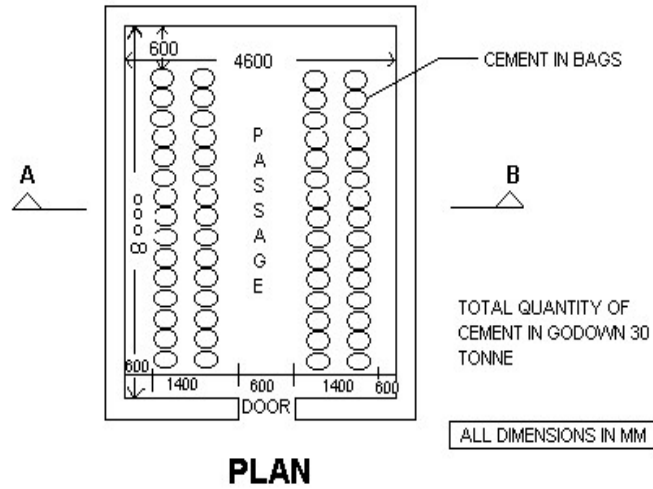 600
4600
CEMENT IN BAGS
PASSAGE
A
B
8000
TOTAL QUANTITY OF
CEMENT IN GODOWN 30
TONNE
600
1400
600
1400
600
DOOR
ALL DIMENSIONS IN MM
PLAN